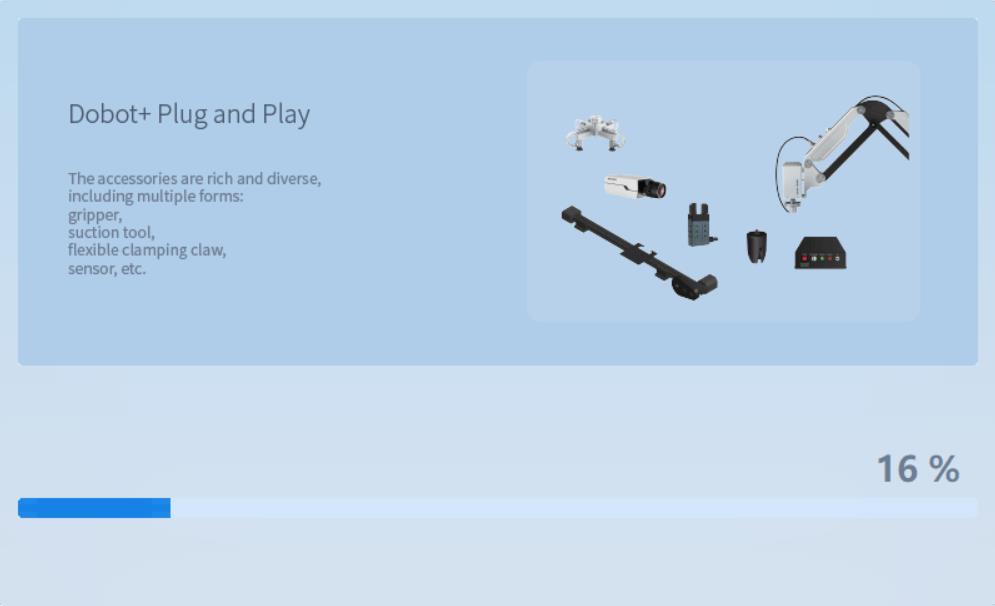 Dobot+ Plug and Play
The accessories are rich and diverse,
including multiple forms:
gripper,
suction tool,
flexible clamping claw,
sensor, etc.
16 %